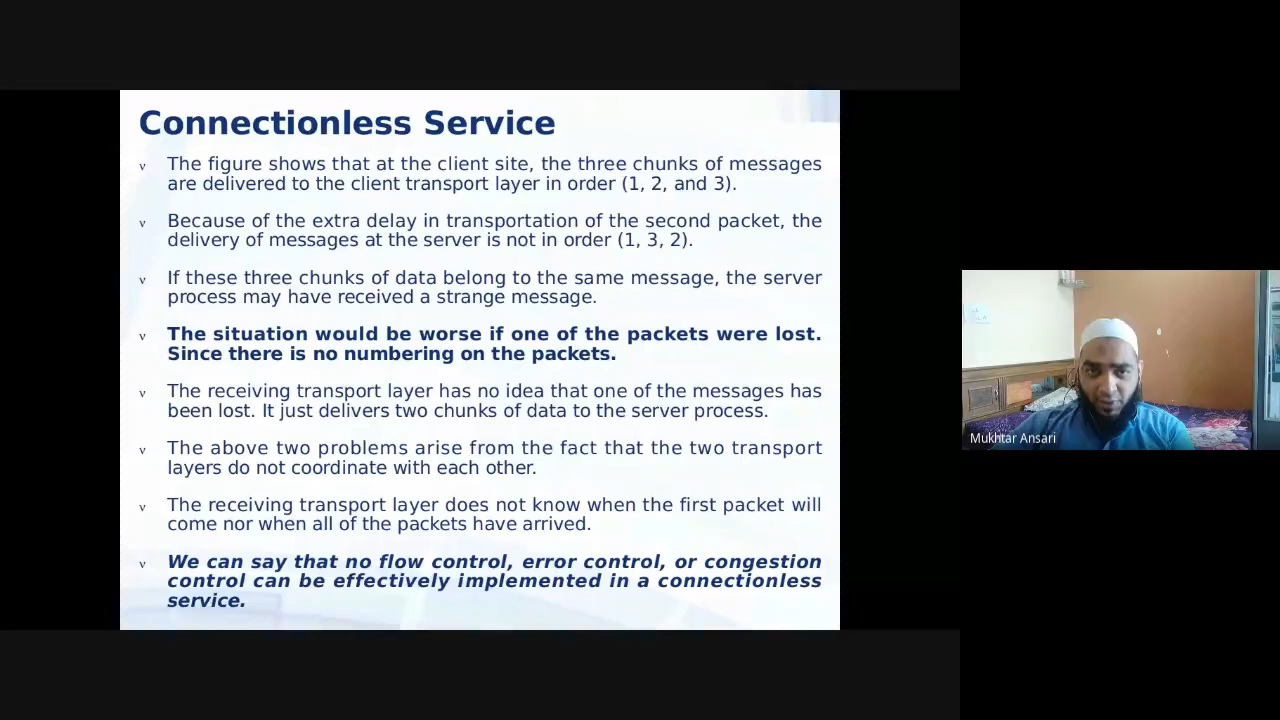 Connectionless Service
v The figure shows that at the client site, the three chunks of messages
are delivered to the client transport layer in order (1, 2, and 3).
v Because of the extra delay in transportation of the second packet, the
delivery of messages at the server is not in order (1, 3, 2).
v If these three chunks of data belong to the same message, the server
process may have received a strange message.
v The situation would be worse if one of the packets were lost.
Since there is no numbering on the packets.
v The receiving transport layer has no idea that one of the messages has
been lost. It just delivers two chunks of data to the server process.
v The above two problems arise from the fact that the two transport
layers do not coordinate with each other.
v The receiving transport layer does not know when the first packet will
come nor when all of the packets have arrived.
v We can say that no flow control, error control, or congestion
control can be effectively implemented in a connectionless
service.
Mukhtar Ansari